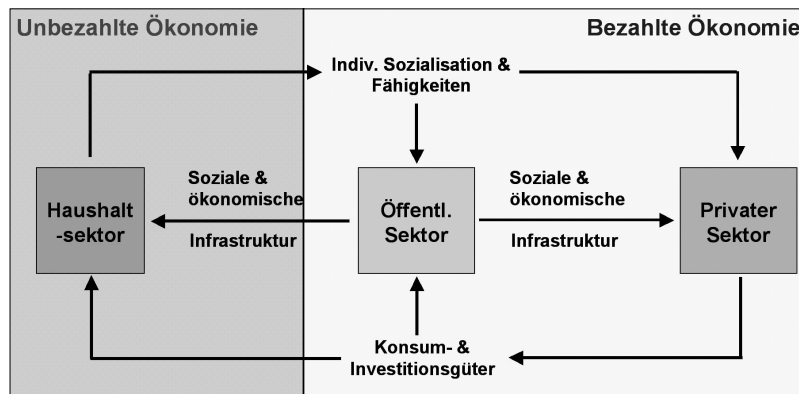 Unbezahlte Ökonomie
Bezahlte Ökonomie
Indiv. Sozialisation &
Fähigkeiten
Soziale &
ökonomische
Infrastruktur
Soziale &
ökonomische
Infrastruktur
Haushalt
-sektor
Öffentl.
Sektor
Privater
Sektor
Konsum- &
Investitionsgüter